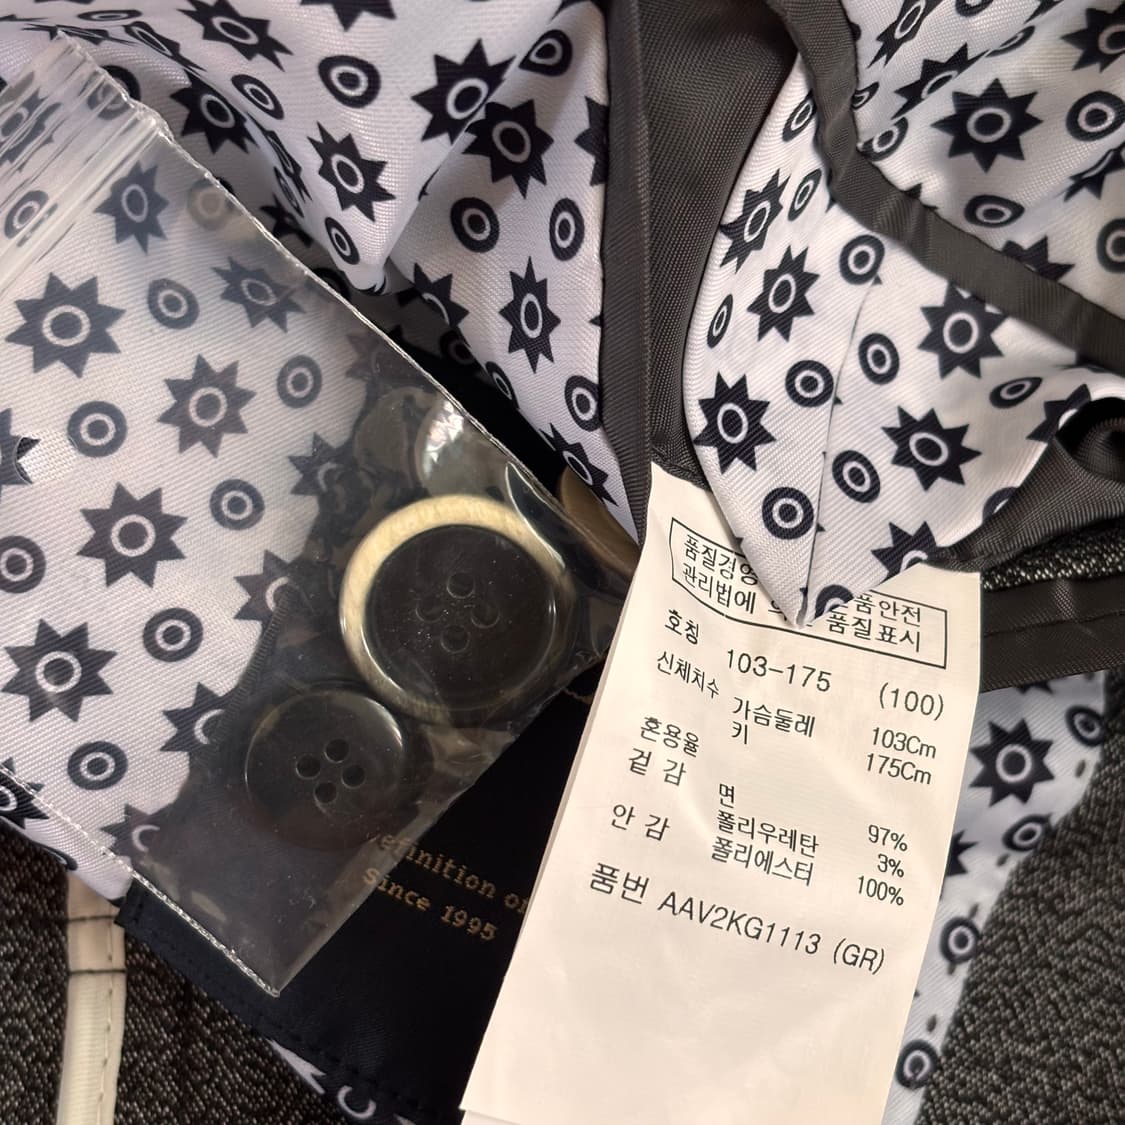 품질경영 품안전
관리법에 품질표시
호칭 103-175 (100)
신체치수 가슴둘레 103Cm
키 175Cm
혼용율
겉 감 면 97%
폴리우레탄 3%
안 감 폴리에스터 100%
품번 AAV2KG1113 (GR)
efinition of
Since 1995